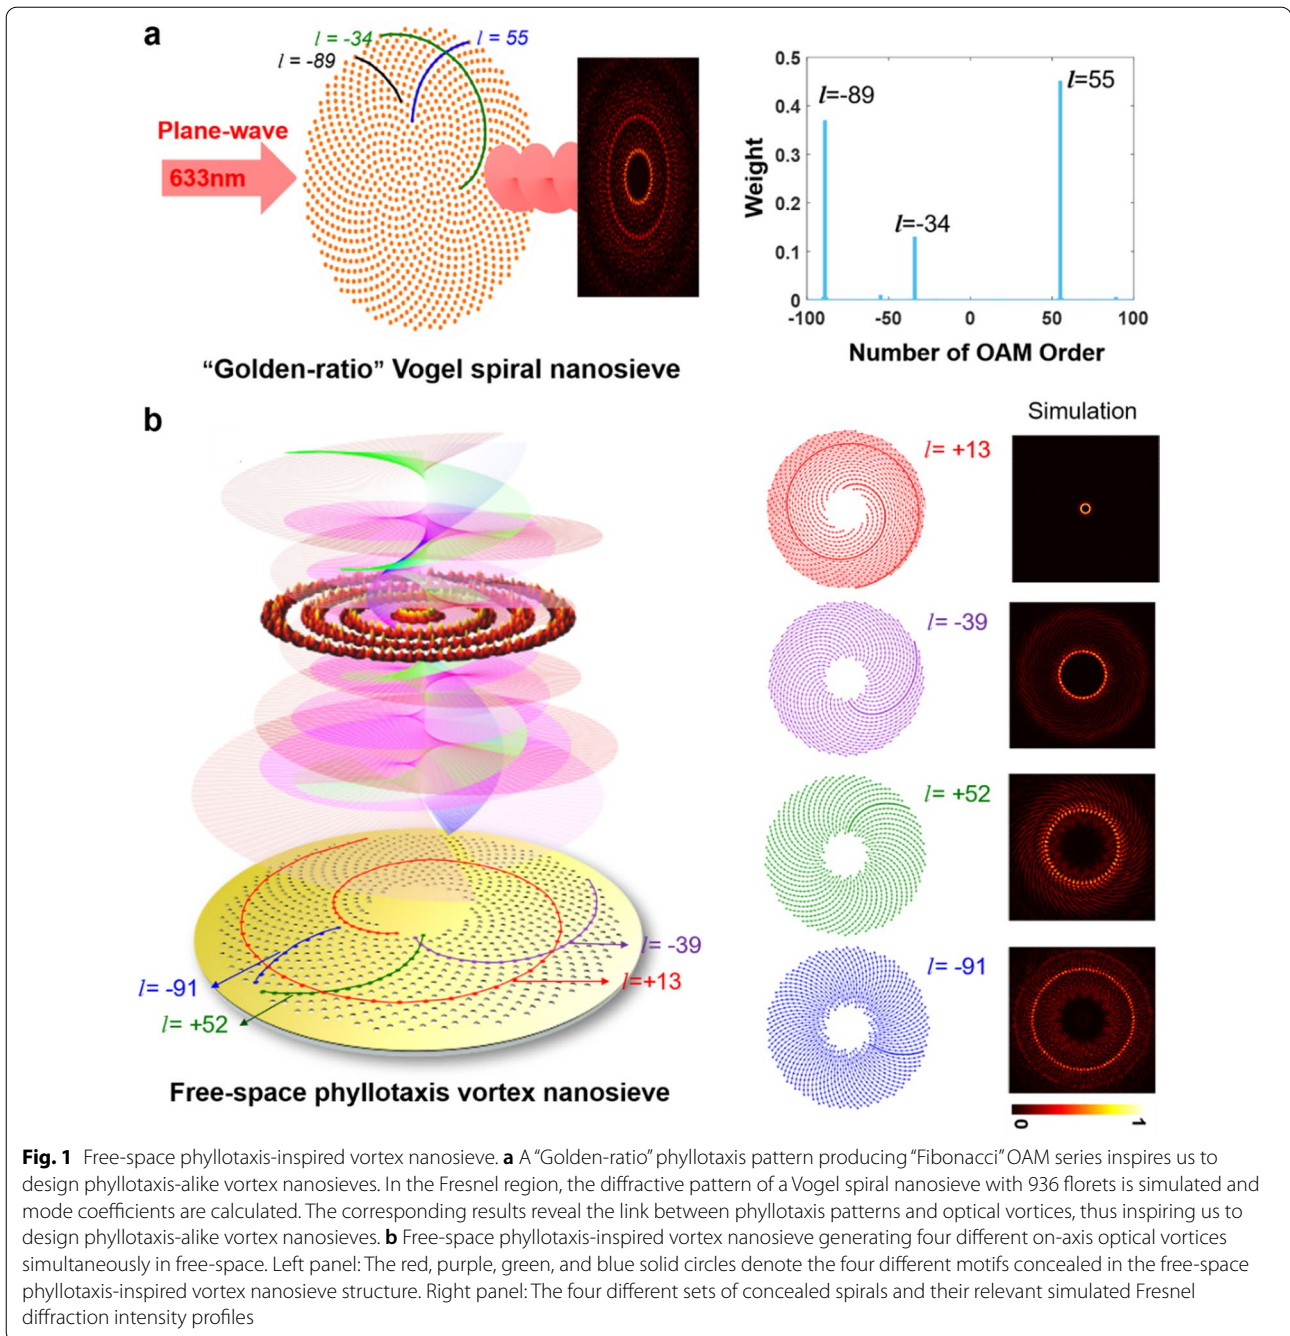 a
l = -34
l = 55
l = -89
Plane-wave
633nm
"Golden-ratio" Vogel spiral nanosieve
0.5
0.4
0.3
0.2
0.1
0
Weight
l=-89
l=-34
l=55
-100
-50
0
50
100
Number of OAM Order
b
l= -91
l= +52
l= -39
l=+13
Free-space phyllotaxis vortex nanosieve
Simulation
l= +13
l= -39
l= +52
l= -91
0
1
Fig. 1 Free-space phyllotaxis-inspired vortex nanosieve. a A "Golden-ratio" phyllotaxis pattern producing "Fibonacci" OAM series inspires us to
design phyllotaxis-alike vortex nanosieves. In the Fresnel region, the diffractive pattern of a Vogel spiral nanosieve with 936 florets is simulated and
mode coefficients are calculated. The corresponding results reveal the link between phyllotaxis patterns and optical vortices, thus inspiring us to
design phyllotaxis-alike vortex nanosieves. b Free-space phyllotaxis-inspired vortex nanosieve generating four different on-axis optical vortices
simultaneously in free-space. Left panel: The red, purple, green, and blue solid circles denote the four different motifs concealed in the free-space
phyllotaxis-inspired vortex nanosieve structure. Right panel: The four different sets of concealed spirals and their relevant simulated Fresnel
diffraction intensity profiles